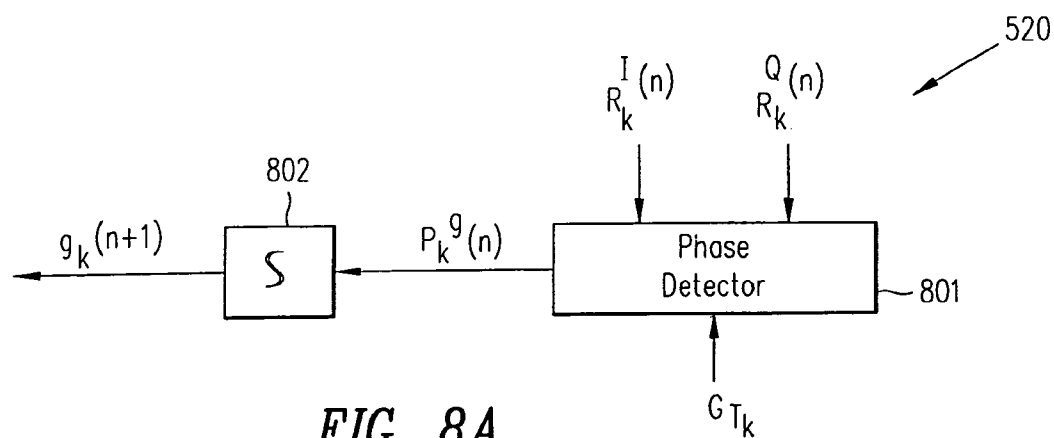 520
R_k^I(n)
R_k^Q(n)
802
g_k(n+1)
S
P_k^g(n)
Phase
Detector
801
G_T_k
FIG. 8A